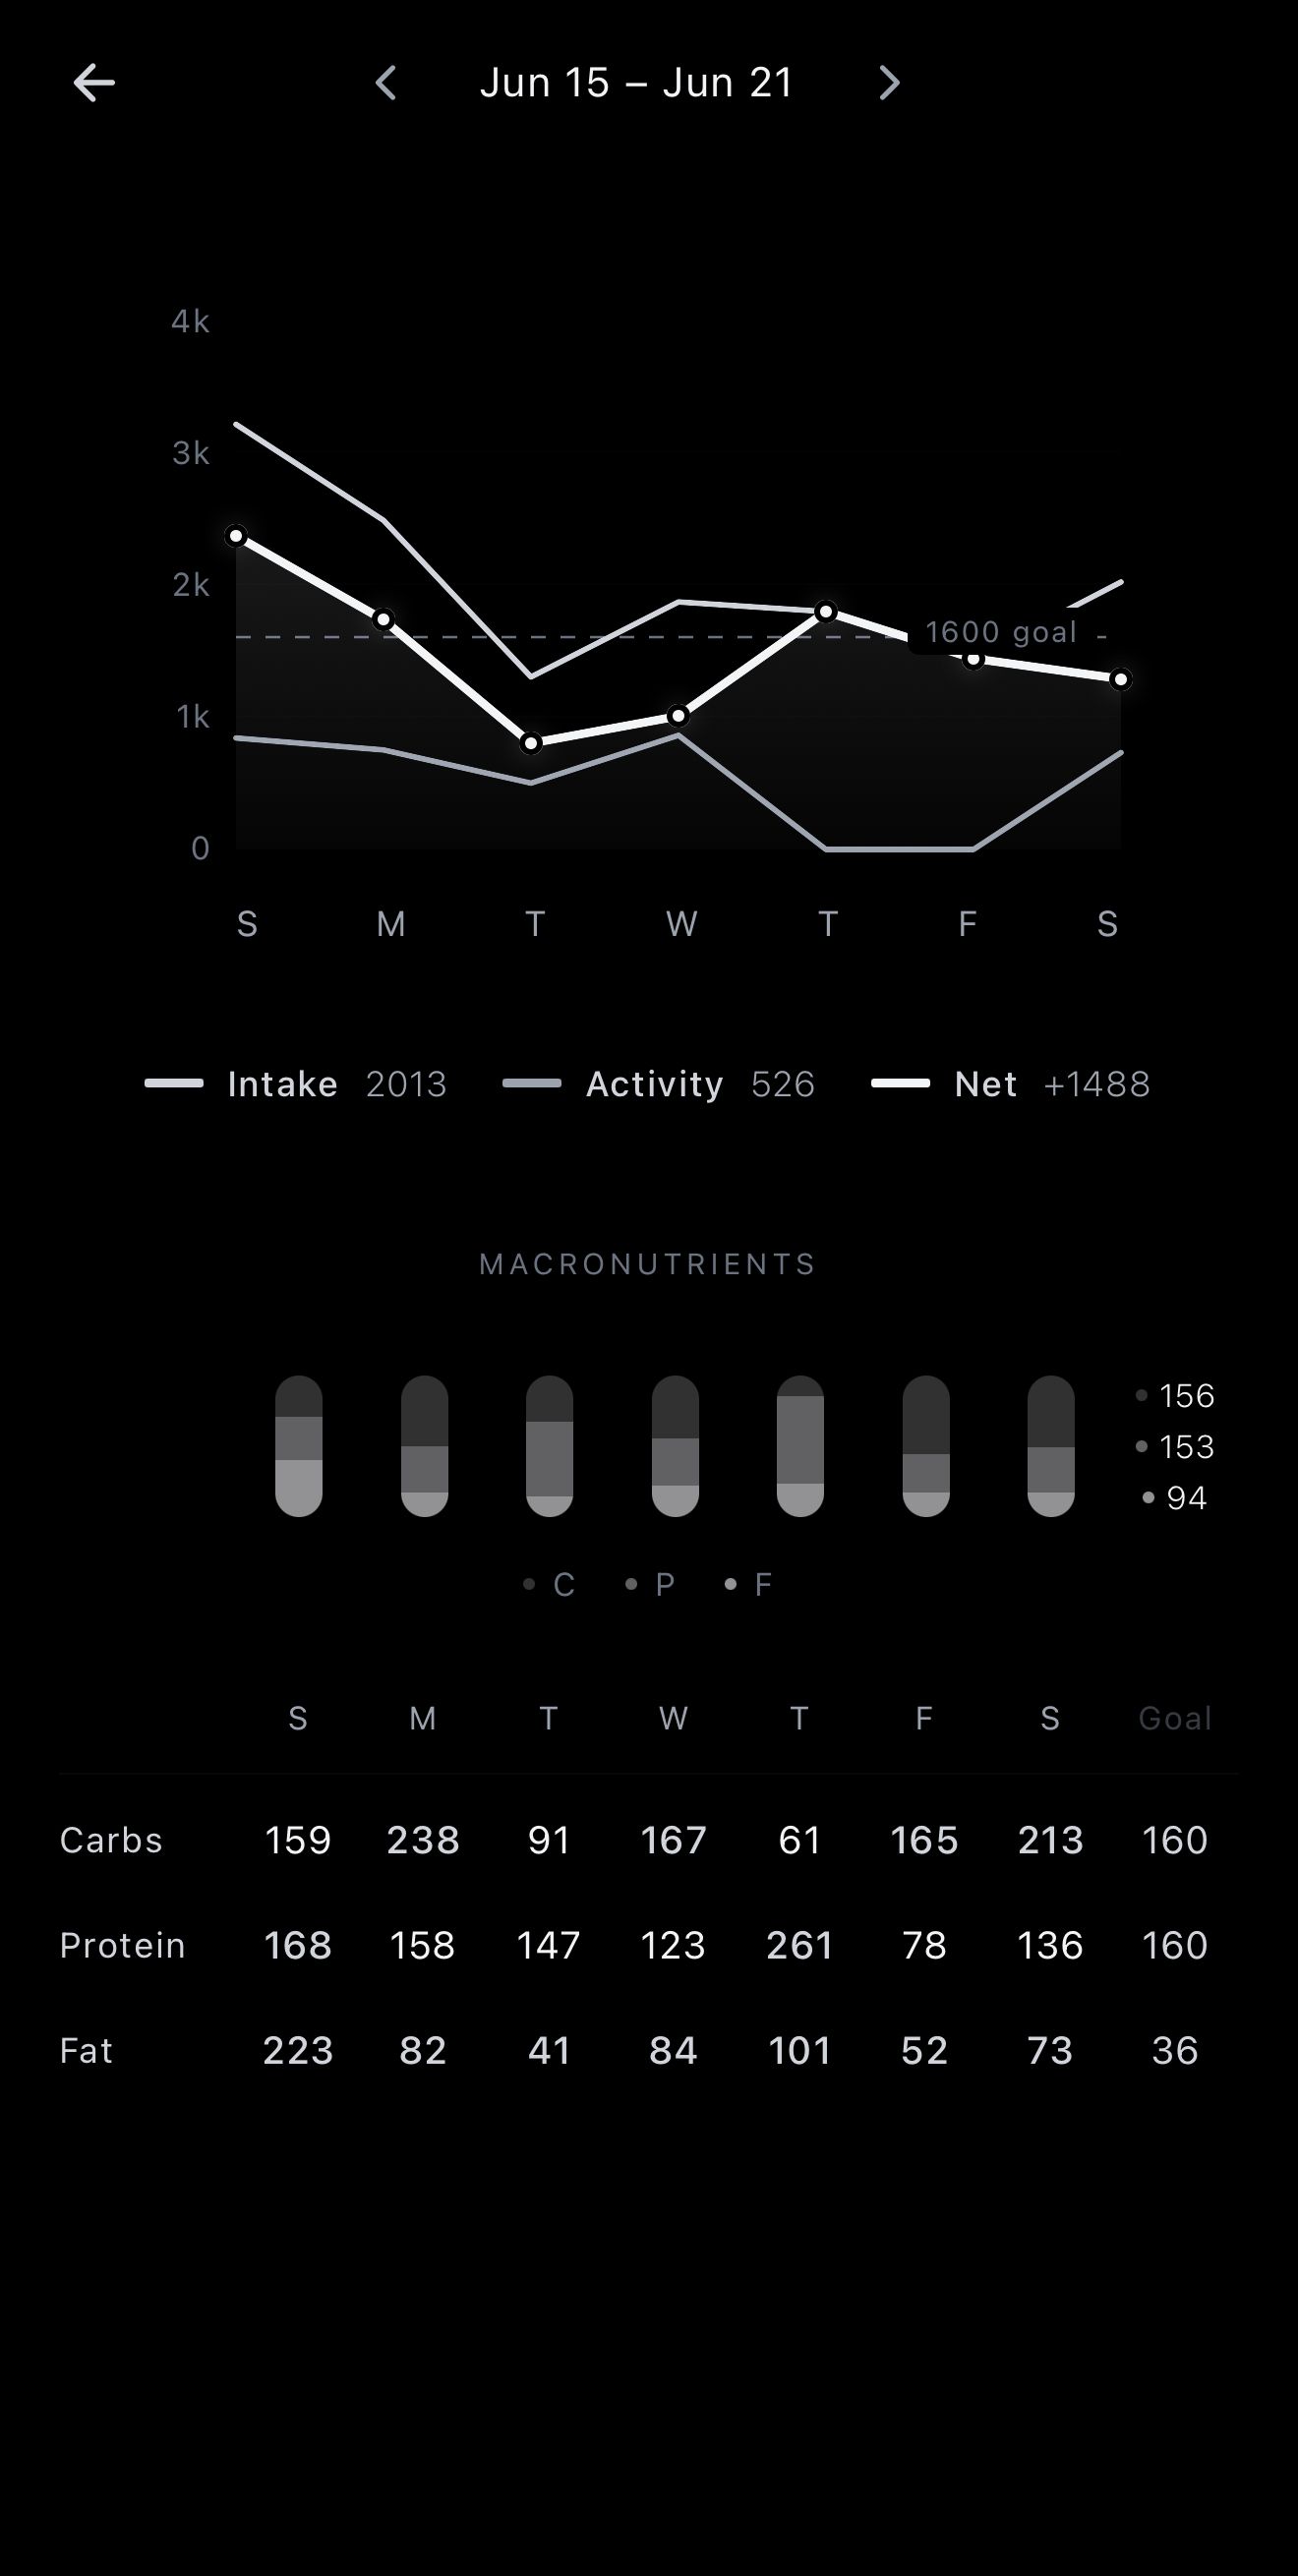 Jun 15 – Jun 21
4k
3k
2k
1600 goal
1k
0
S M T W T F S
Intake 2013 Activity 526 Net +1488
MACRONUTRIENTS
156
153
94
C P F
S M T W T F S Goal
Carbs 159 238 91 167 61 165 213 160
Protein 168 158 147 123 261 78 136 160
Fat 223 82 41 84 101 52 73 36